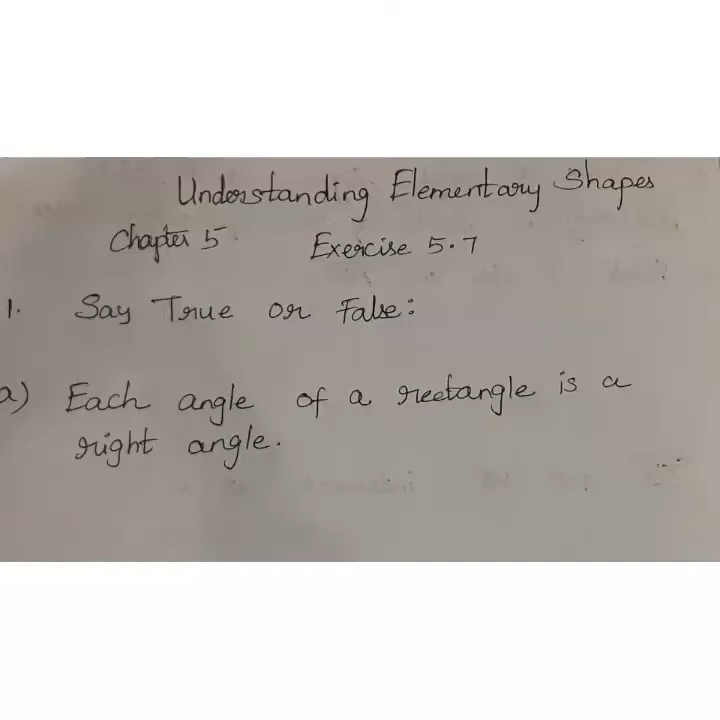 Understanding Elementary Shapes
Chapter 5. Exercise 5.7
1. Say True or False:
a) Each angle of a rectangle is a
right angle.